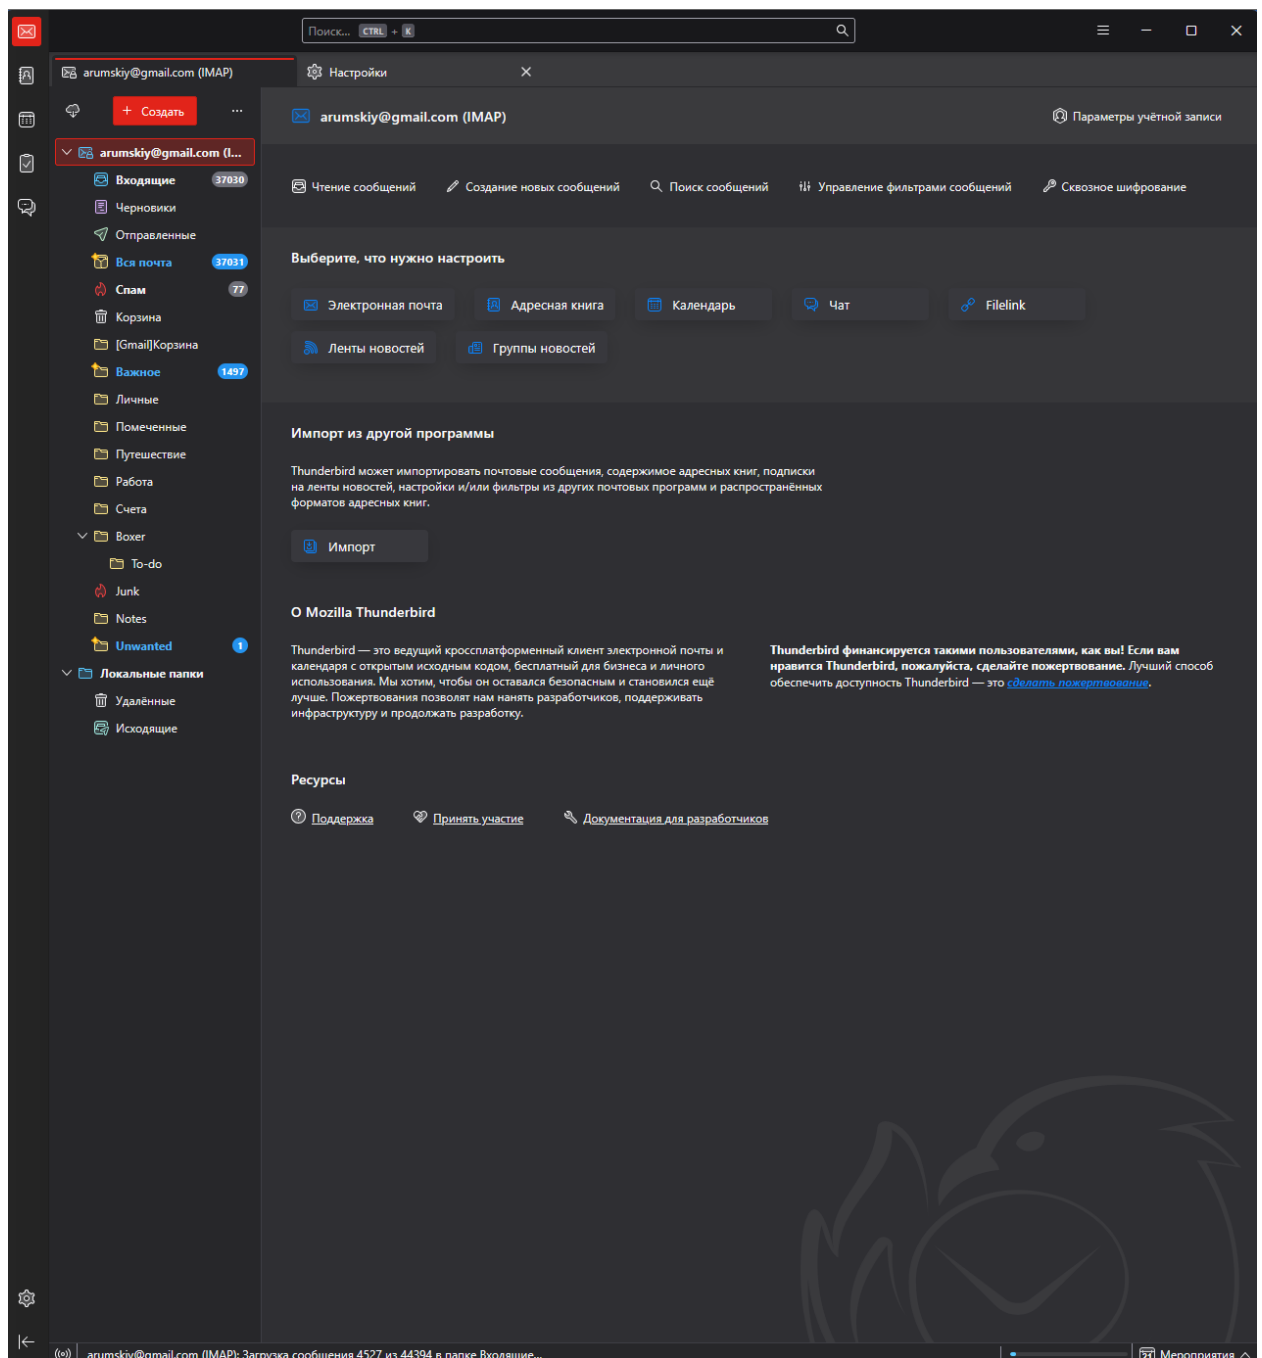 Поиск... CTRL + K
arumskiy@gmail.com (IMAP)
Настройки
+ Создать
...
arumskiy@gmail.com (I...
Входящие 37030
Черновики
Отправленные
Вся почта 37031
Спам 77
Корзина
[Gmail]Корзина
Важное 1497
Личные
Помеченные
Путешествие
Работа
Счета
Boxer
To-do
Junk
Notes
Unwanted 1
Локальные папки
Удалённые
Исходящие
arumskiy@gmail.com (IMAP)
Параметры учётной записи
Чтение сообщений
Создание новых сообщений
Поиск сообщений
Управление фильтрами сообщений
Сквозное шифрование
Выберите, что нужно настроить
Электронная почта
Адресная книга
Календарь
Чат
Filelink
Ленты новостей
Группы новостей
Импорт из другой программы
Thunderbird может импортировать почтовые сообщения, содержимое адресных книг, подписки
на ленты новостей, настройки и/или фильтры из других почтовых программ и распространённых
форматов адресных книг.
Импорт
О Mozilla Thunderbird
Thunderbird — это ведущий кроссплатформенный клиент электронной почты и
календаря с открытым исходным кодом, бесплатный для бизнеса и личного
использования. Мы хотим, чтобы он оставался безопасным и становился ещё
лучше. Пожертвования позволят нам нанять разработчиков, поддерживать
инфраструктуру и продолжать разработку.
Thunderbird финансируется такими пользователями, как вы! Если вам
нравится Thunderbird, пожалуйста, сделайте пожертвование. Лучший способ
обеспечить доступность Thunderbird — это сделать пожертвование.
Ресурсы
Поддержка
Принять участие
Документация для разработчиков
arumskiy@gmail.com (IMAP): Загрузка сообщения 4527 из 44394 в папке Входящие...
Мероприятия